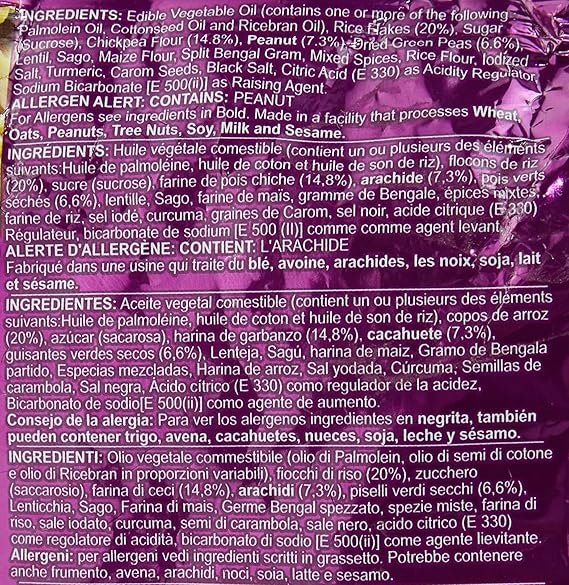 INGREDIENTS: Edible Vegetable Oil (contains one or more of the following:
Palmolein Oil, Cottonseed Oil and Ricebran Oil), Rice Flakes (20%), Sugar
(Sucrose), Chickpea Flour (14.8%), Peanut (7.3%), Dried Green Peas (6.6%),
Lentil, Sago, Maize Flour, Split Bengal Gram, Mixed Spices, Rice Flour, Iodized
Salt, Turmeric, Carom Seeds, Black Salt, Citric Acid (E 330) as Acidity Regulator,
Sodium Bicarbonate [E 500(ii)] as Raising Agent.
ALLERGEN ALERT: CONTAINS: PEANUT
For Allergens see ingredients in Bold. Made in a facility that processes Wheat,
Oats, Peanuts, Tree Nuts, Soy, Milk and Sesame.
INGRÉDIENTS: Huile végétale comestible (contient un ou plusieurs des éléments
suivants:Huile de palmoléine, huile de coton et huile de son de riz), flocons de riz
(20%), sucre (sucrose), farine de pois chiche (14,8%), arachide (7,3%), pois verts
séchés (6,6%), lentille, Sago, farine de maïs, gramme de Bengale, épices mixtes,
farine de riz, sel iodé, curcuma, graines de Carom, sel noir, acide citrique (E 330)
Régulateur, bicarbonate de sodium [E 500 (II)] comme comme agent levant.
ALERTE D'ALLERGÈNE: CONTIENT: L'ARACHIDE
Fabriqué dans une usine qui traite du blé, avoine, arachides, les noix, soja, lait
et sésame.
INGREDIENTES: Aceite vegetal comestible (contient un ou plusieurs des éléments
suivants:Huile de palmoléine, huile de coton et huile de son de riz), copos de arroz
(20%), azúcar (sacarosa), harina de garbanzo (14,8%), cacahuete (7,3%),
guisantes verdes secos (6,6%), Lenteja, Sagú, harina de maiz, Gramo de Bengala
partido, Especias mezcladas, Harina de arroz, Sal yodada, Cúrcuma, Semillas de
carambola, Sal negra, Ácido cítrico (E 330) como regulador de la acidez,
Bicarbonato de sodio[E 500(ii)] como agente de aumento.
Consejo de la alergia: Para ver los alergenos ingredientes en negrita, también
pueden contener trigo, avena, cacahuetes, nueces, soja, leche y sésamo.
INGREDIENTI: Olio vegetale commestibile (olio di Palmolein, olio di semi di cotone
e olio di Ricebran in proporzioni variabili), fiocchi di riso (20%), zucchero
(saccarosio), farina di ceci (14,8%), arachidi (7,3%), piselli verdi secchi (6,6%),
Lenticchia, Sago, Farina di mais, Germe Bengal spezzato, spezie miste, farina di
riso, sale iodato, curcuma, semi di carambola, sale nero, acido citrico (E 330)
come regolatore di acidità, bicarbonato di sodio [E 500(ii)] come agente lievitante.
Allergeni: per allergeni vedi ingredienti scritti in grassetto. Potrebbe contenere
anche frumento, avena, arachidi, noci, soia, latte e sesamo.